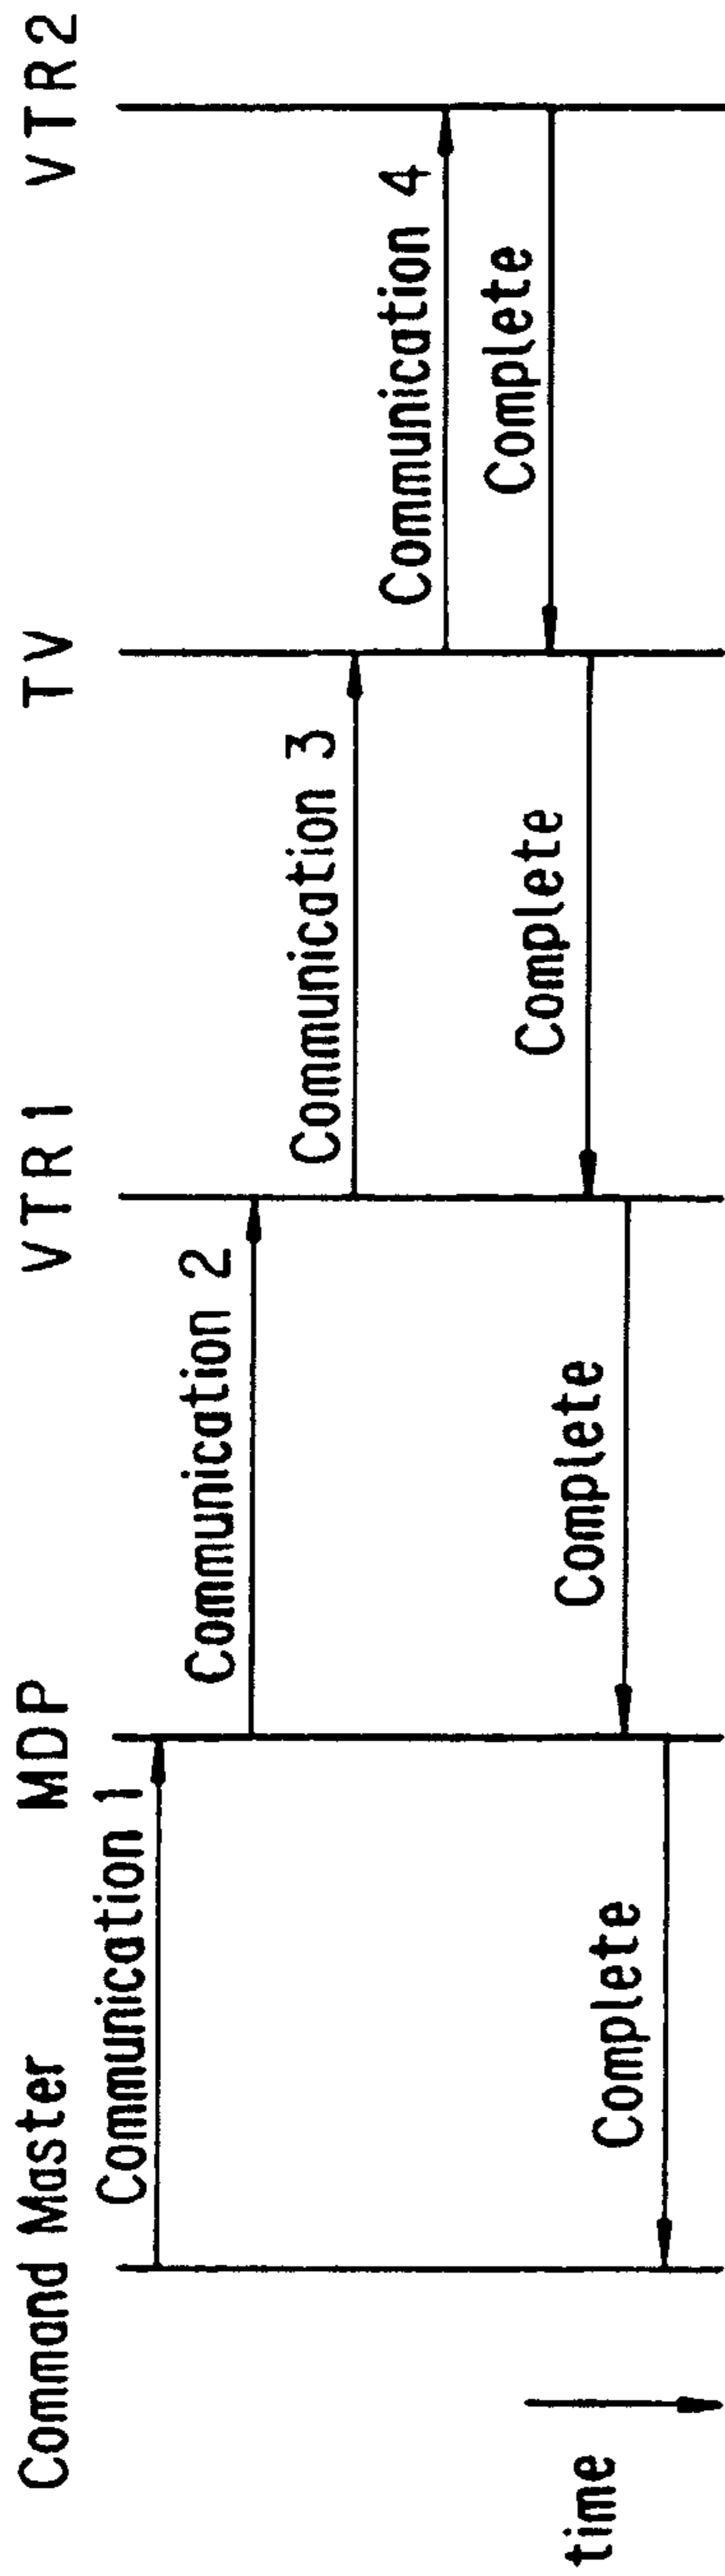 Command Master
MDP
VTR1
TV
VTR2
Communication 1
Communication 2
Communication 3
Communication 4
Complete
Complete
Complete
Complete
time